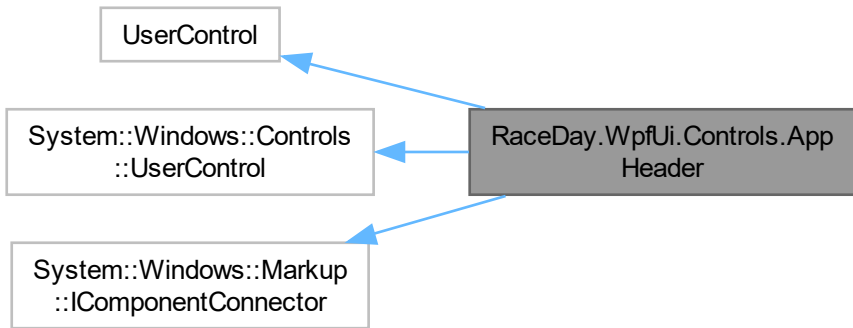 UserControl
System::Windows::Controls
::UserControl
RaceDay.WpfUi.Controls.App
Header
System::Windows::Markup
::IComponentConnector